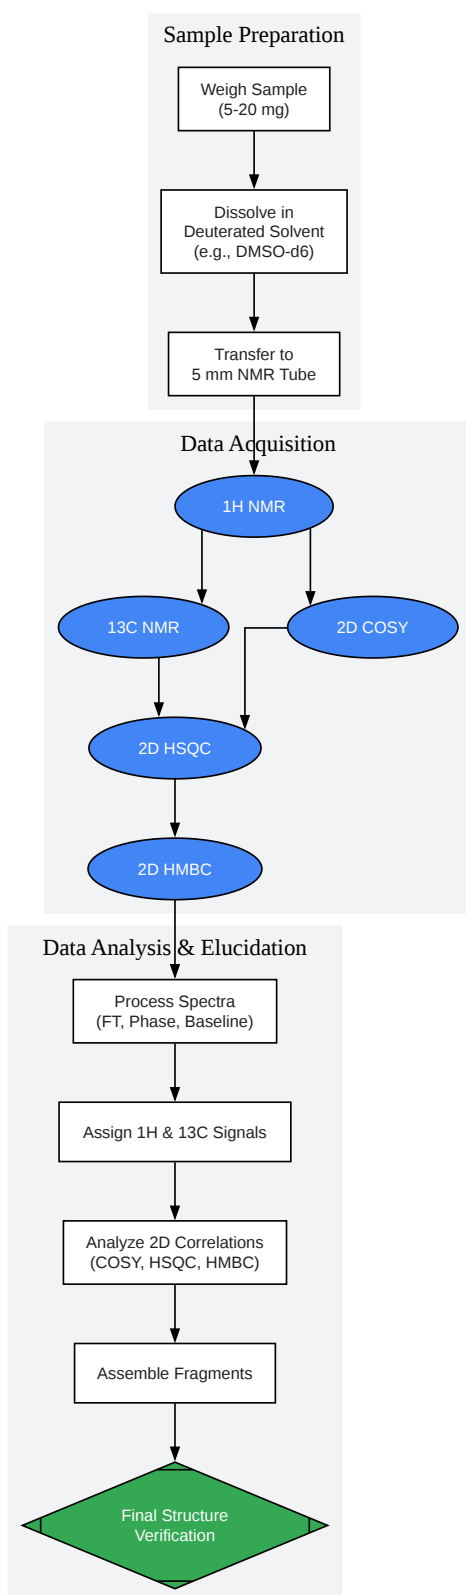 Sample Preparation
Weigh Sample
(5-20 mg)
Dissolve in
Deuterated Solvent
(e.g., DMSO-d6)
Transfer to
5 mm NMR Tube
Data Acquisition
1H NMR
13C NMR
2D COSY
2D HSQC
2D HMBC
Data Analysis & Elucidation
Process Spectra
(FT, Phase, Baseline)
Assign 1H & 13C Signals
Analyze 2D Correlations
(COSY, HSQC, HMBC)
Assemble Fragments
Final Structure
Verification